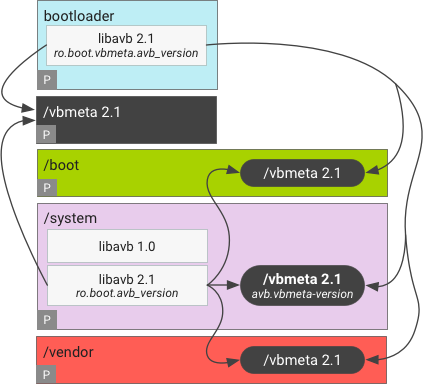 bootloader
libavb 2.1
ro.boot.vbmeta.avb_version
P
/vbmeta 2.1
P
/boot
/vbmeta 2.1
P
/system
libavb 1.0
libavb 2.1
ro.boot.avb_version
/vbmeta 2.1
avb.vbmeta-version
P
/vendor
/vbmeta 2.1
P